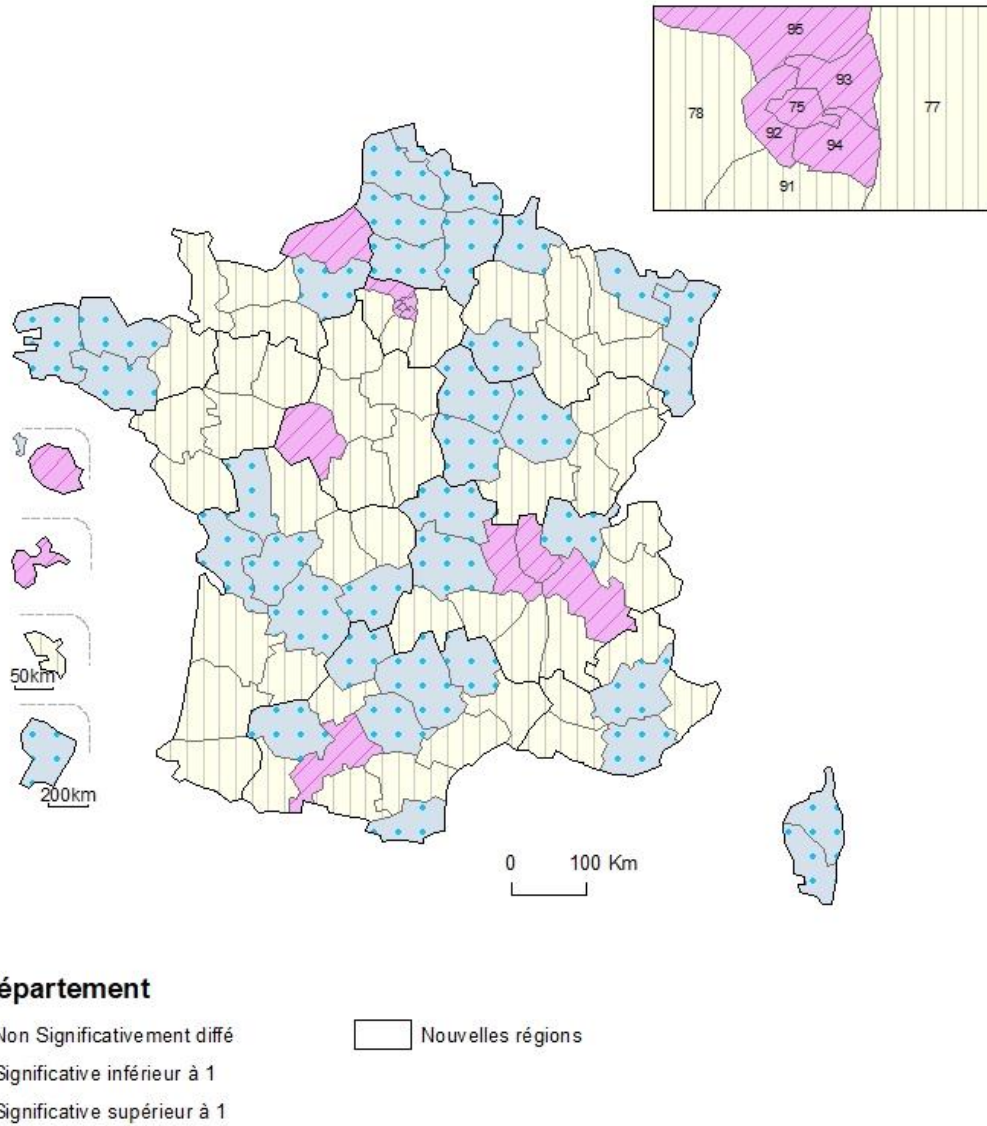 95
93
78
75
77
92
94
91
50km
200km
0 100 Km
épartement
Non Significativement diffé
Nouvelles régions
Significative inférieur à 1
Significative supérieur à 1